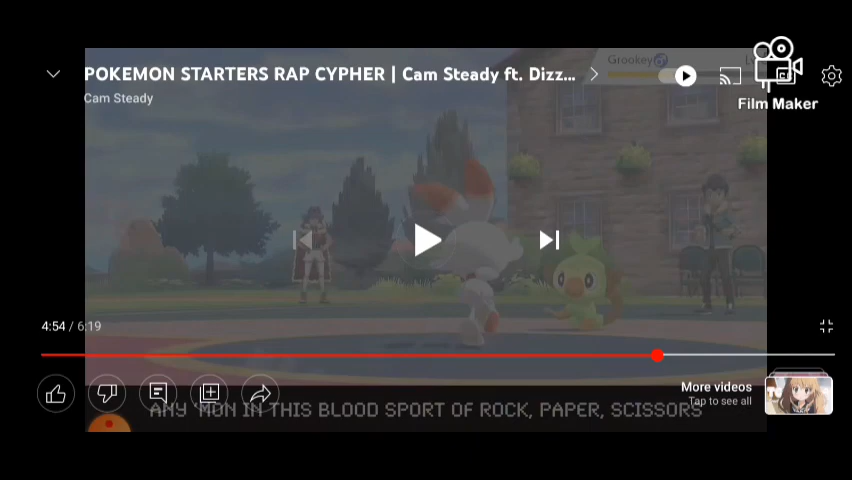 POKEMON STARTERS RAP CYPHER | Cam Steady ft. Dizz...
Cam Steady
Grookey♂
Film Maker
4:54 / 6:19
More videos
Tap to see all
ANY 'MON IN THIS BLOOD SPORT OF ROCK, PAPER, SCISSORS